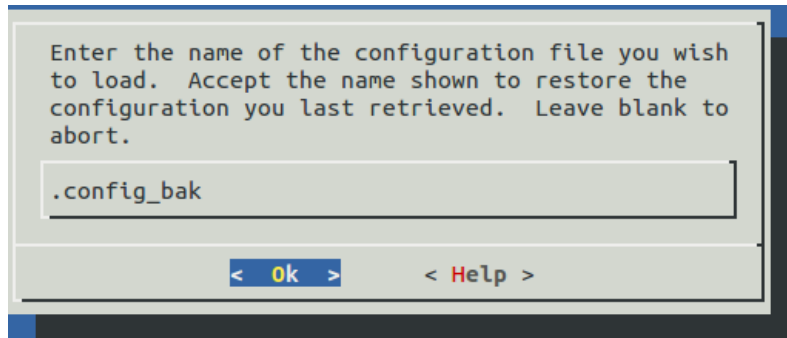 Enter the name of the configuration file you wish
to load.  Accept the name shown to restore the
configuration you last retrieved.  Leave blank to
abort.
.config_bak
<  Ok  > < Help >